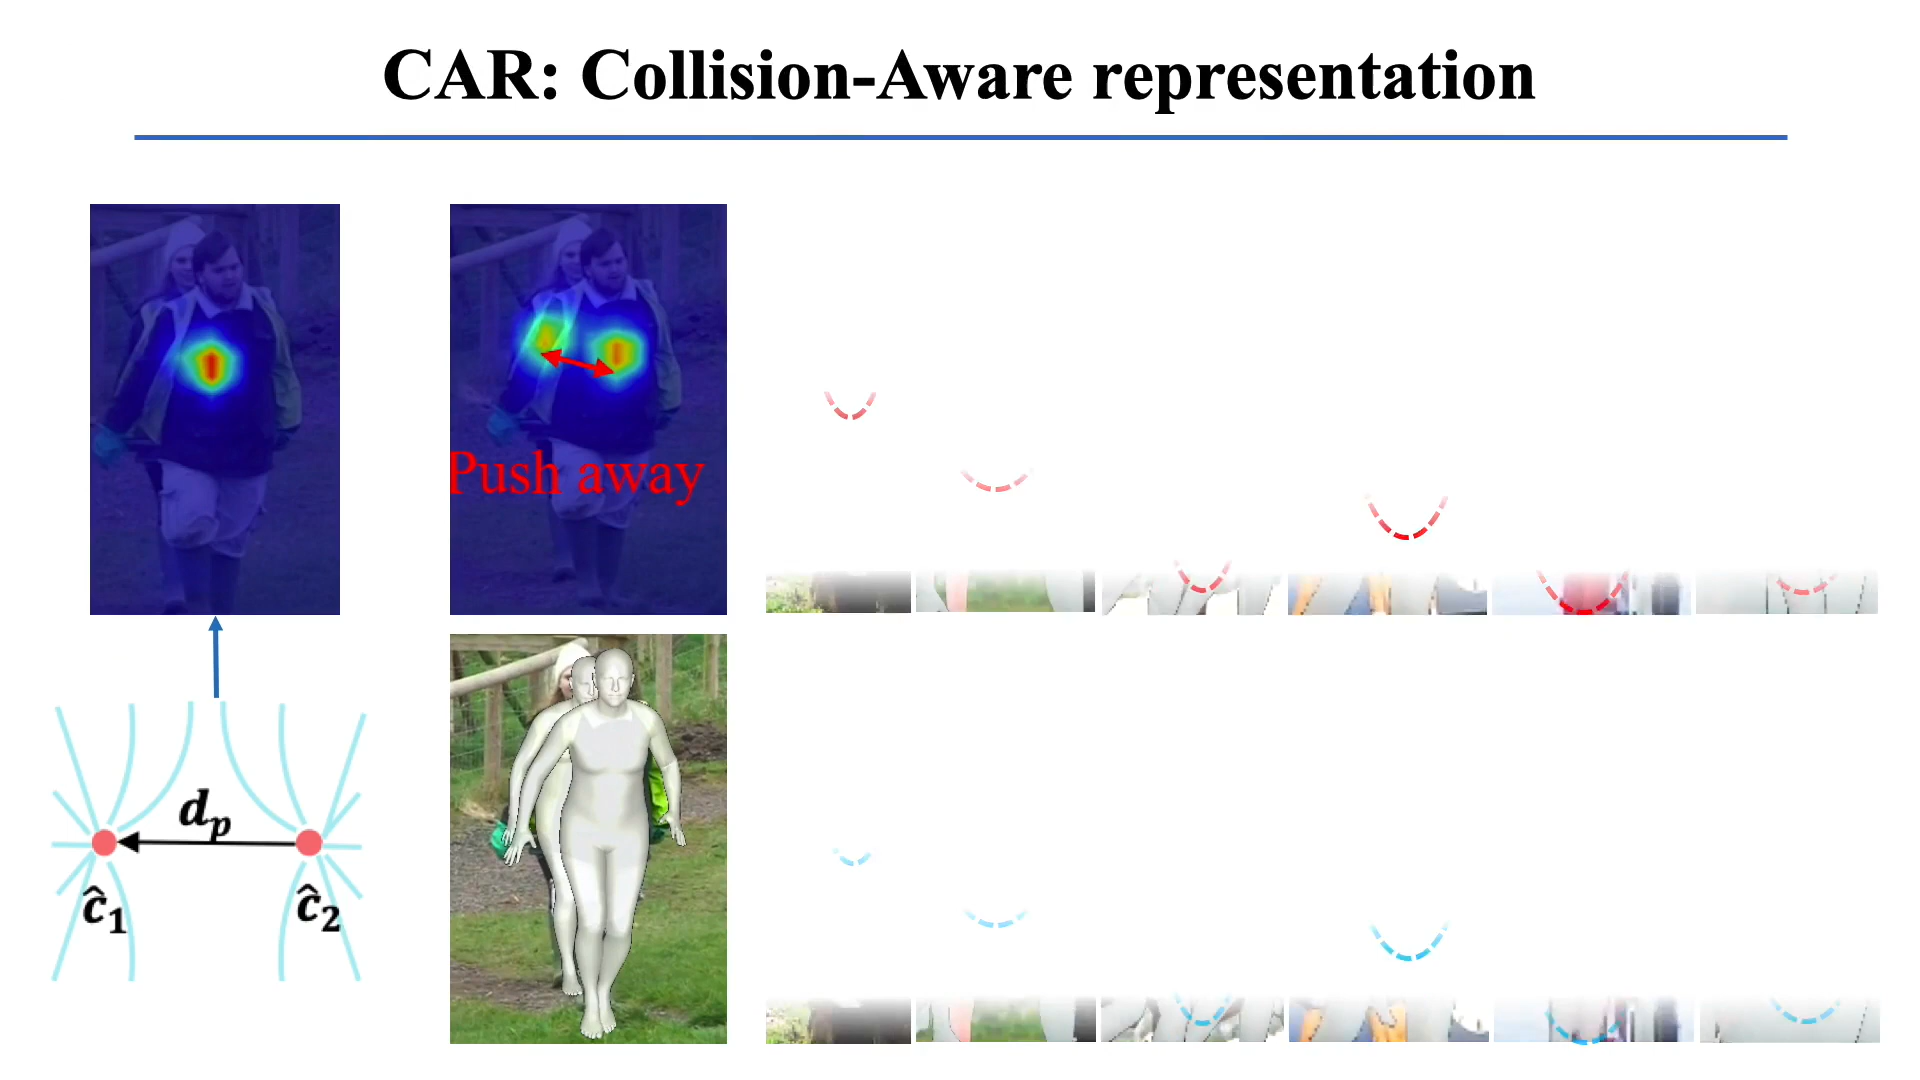 CAR: Collision-Aware representation
Push away
d_p
ĉ_1
ĉ_2